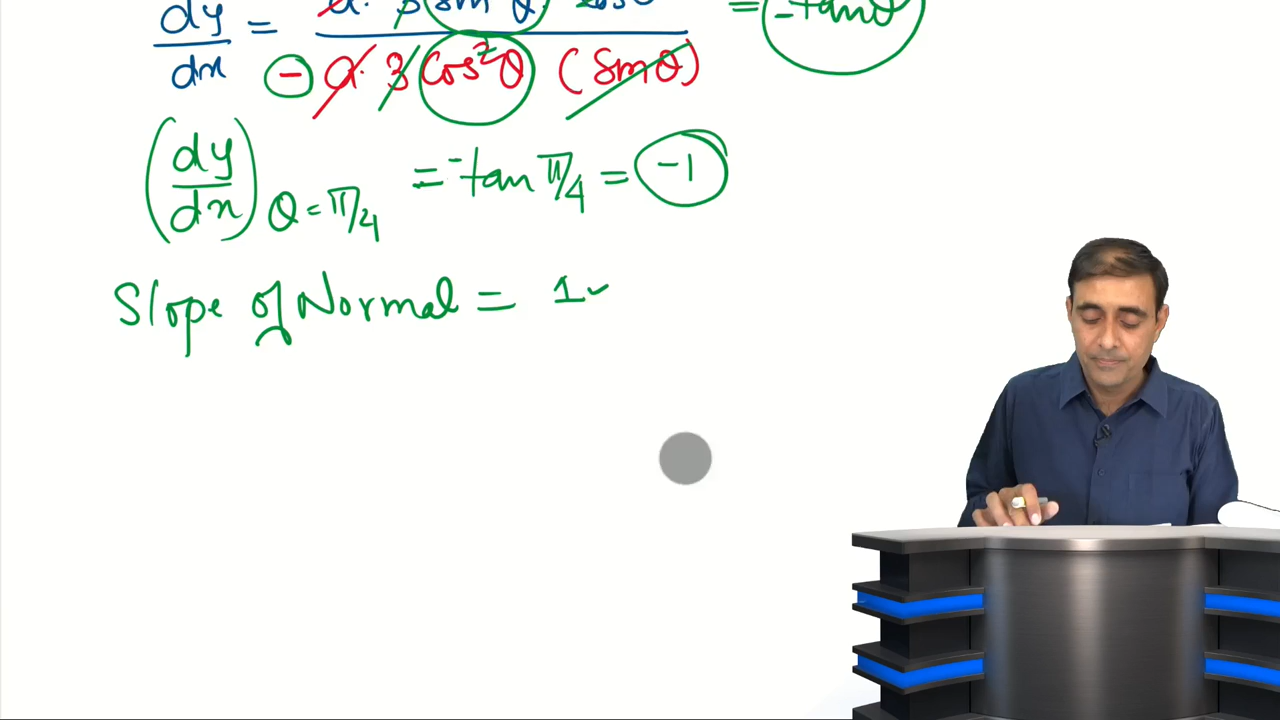 dy/dx = a· 3 sin²θ · cosθ / - a· 3 cos²θ (sinθ) = -tanθ
(dy/dx) θ = π/4 = -tan π/4 = -1
Slope of Normal = 1